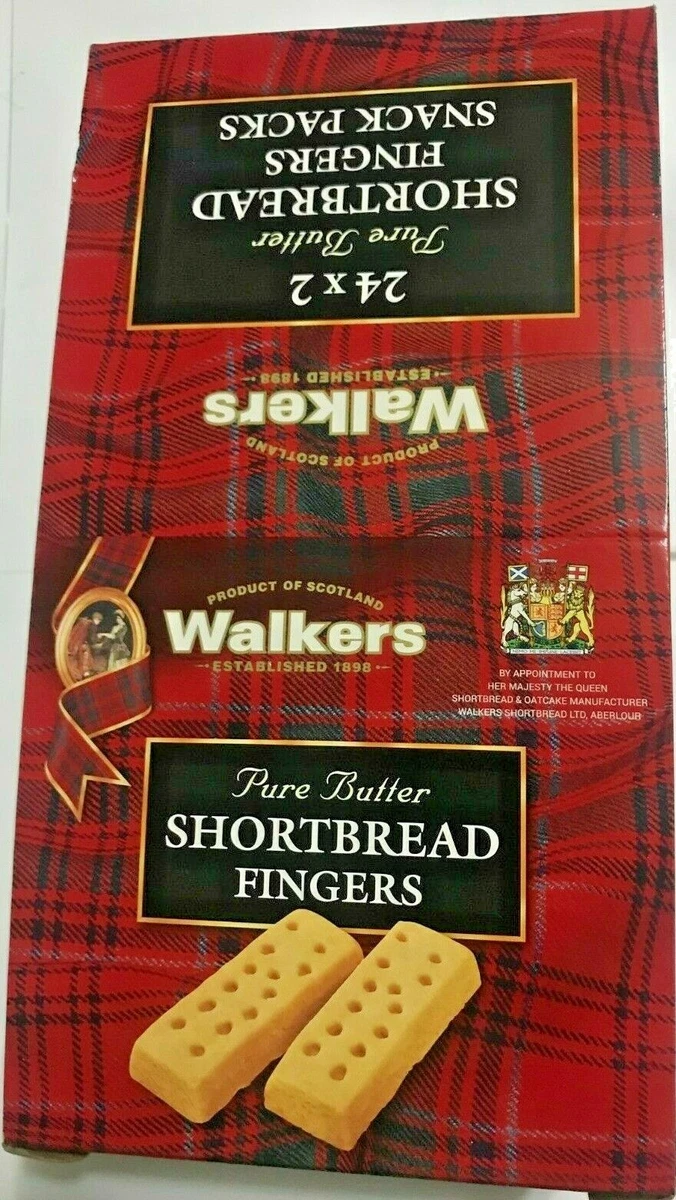 24 x 2
Pure Butter
SHORTBREAD
FINGERS
SNACK PACKS
PRODUCT OF SCOTLAND
Walkers
ESTABLISHED 1898
PRODUCT OF SCOTLAND
Walkers
ESTABLISHED 1898
BY APPOINTMENT TO
HER MAJESTY THE QUEEN
SHORTBREAD & OATCAKE MANUFACTURER
WALKERS SHORTBREAD LTD, ABERLOUR
Pure Butter
SHORTBREAD
FINGERS